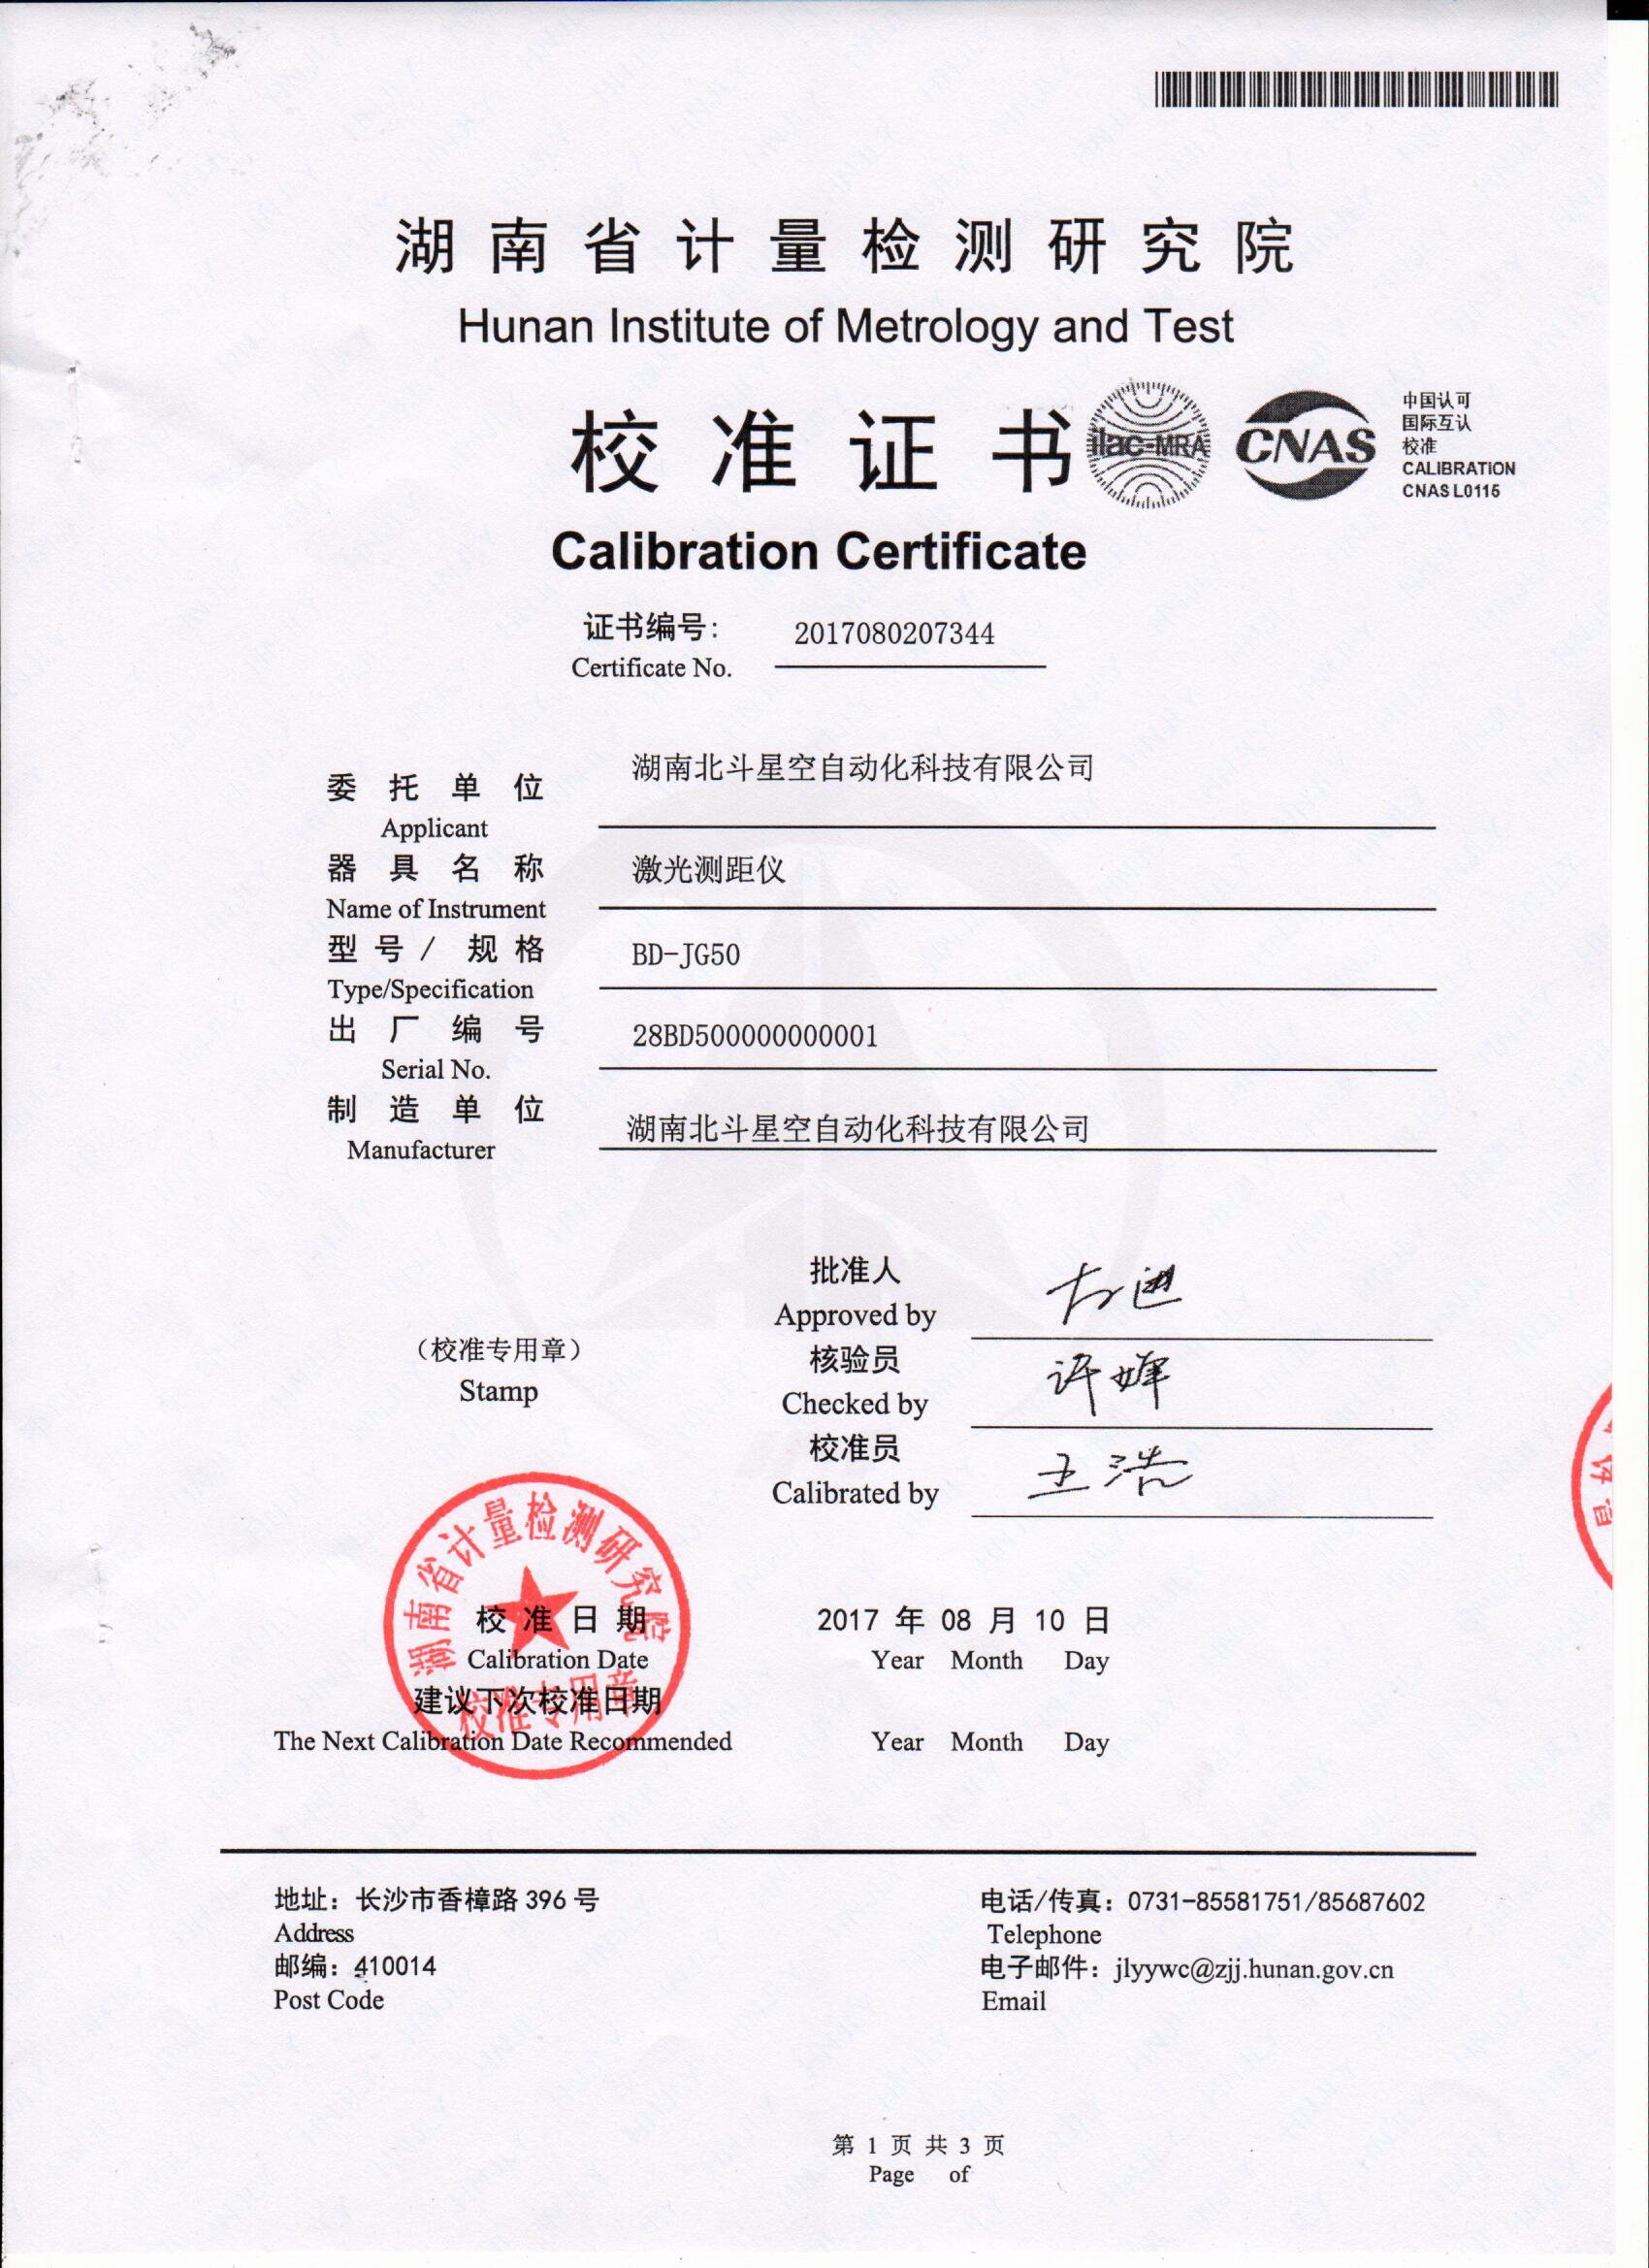 湖南省计量检测研究院
Hunan Institute of Metrology and Test
校准证书
ilac-MRA
CNAS
中国认可
国际互认
校准
CALIBRATION
CNAS L0115
Calibration Certificate
证书编号： 2017080207344
Certificate No.
委托单位 湖南北斗星空自动化科技有限公司
Applicant
器具名称 激光测距仪
Name of Instrument
型号/规格 BD-JG50
Type/Specification
出厂编号 28BD500000000001
Serial No.
制造单位 湖南北斗星空自动化科技有限公司
Manufacturer
批准人
Approved by
（校准专用章）
Stamp
核验员 许婵
Checked by
校准员 王浩
Calibrated by
湖南省计量检测研究院
校准专用章
校准日期 2017 年 08 月 10 日
Calibration Date Year Month Day
建议下次校准日期
The Next Calibration Date Recommended Year Month Day
地址：长沙市香樟路 396 号 电话/传真：0731-85581751/85687602
Address Telephone
邮编：410014 电子邮件：jlyywc@zjj.hunan.gov.cn
Post Code Email
第 1 页 共 3 页
Page of